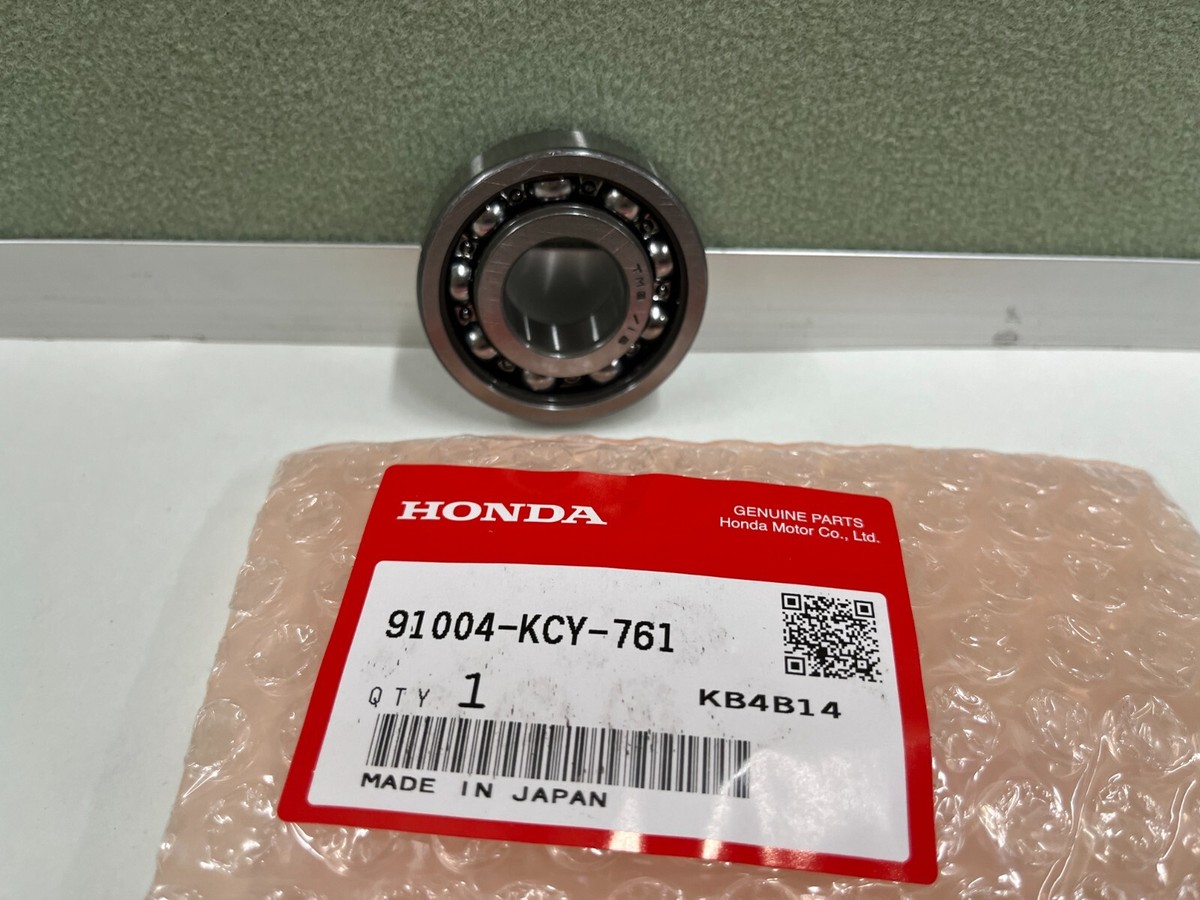 HONDA
GENUINE PARTS
Honda Motor Co., Ltd.
91004-KCY-761
QTY 1
KB4B14
MADE IN JAPAN